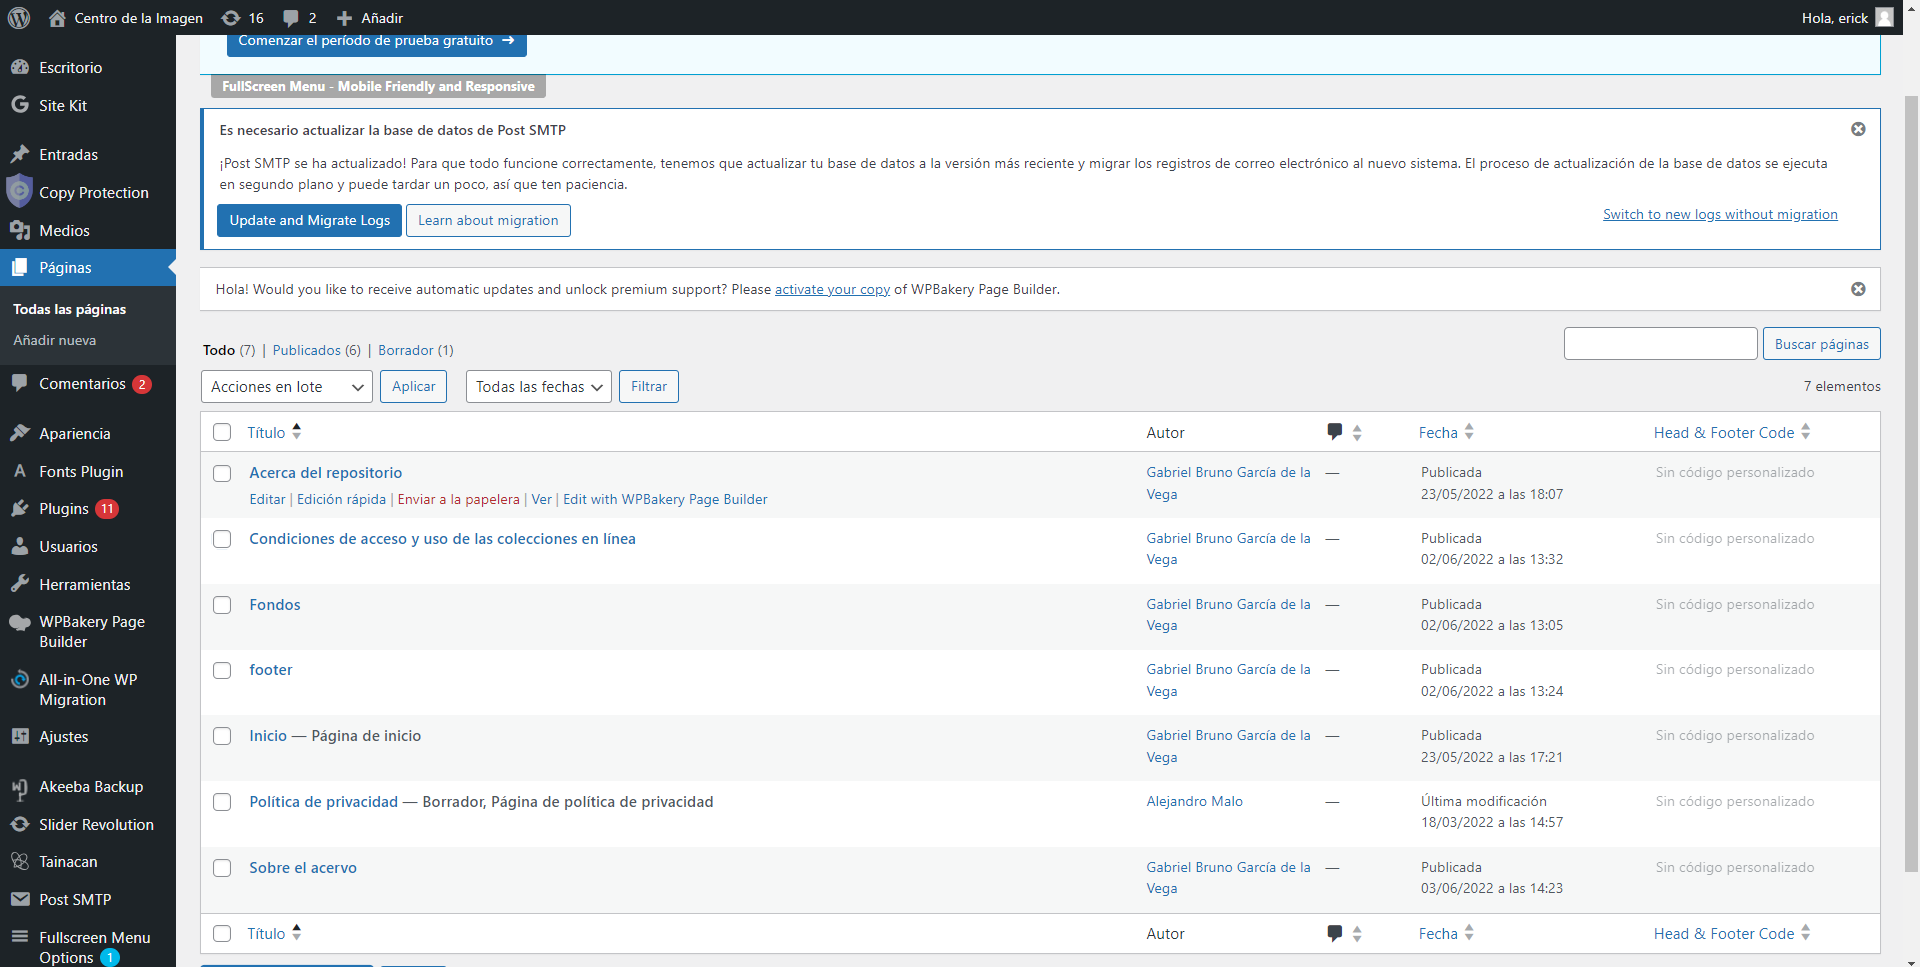 Centro de la Imagen 16 2 Añadir Hola, erick
Escritorio
Site Kit
Entradas
Copy Protection
Medios
Páginas
Todas las páginas
Añadir nueva
Comentarios 2
Apariencia
Fonts Plugin
Plugins 11
Usuarios
Herramientas
WPBakery Page
Builder
All-in-One WP
Migration
Ajustes
Akeeba Backup
Slider Revolution
Tainacan
Post SMTP
Fullscreen Menu
Options 1
Comenzar el período de prueba gratuito →
FullScreen Menu - Mobile Friendly and Responsive
Es necesario actualizar la base de datos de Post SMTP
¡Post SMTP se ha actualizado! Para que todo funcione correctamente, tenemos que actualizar tu base de datos a la versión más reciente y migrar los registros de correo electrónico al nuevo sistema. El proceso de actualización de la base de datos se ejecuta
en segundo plano y puede tardar un poco, así que ten paciencia.
Update and Migrate Logs Learn about migration Switch to new logs without migration
Hola! Would you like to receive automatic updates and unlock premium support? Please activate your copy of WPBakery Page Builder.
Todo (7) | Publicados (6) | Borrador (1) Buscar páginas
Acciones en lote Aplicar Todas las fechas Filtrar 7 elementos
Título Autor Fecha Head & Footer Code
Acerca del repositorio Gabriel Bruno García de la — Publicada Sin código personalizado
Editar | Edición rápida | Enviar a la papelera | Ver | Edit with WPBakery Page Builder Vega 23/05/2022 a las 18:07
Condiciones de acceso y uso de las colecciones en línea Gabriel Bruno García de la — Publicada Sin código personalizado
Vega 02/06/2022 a las 13:32
Fondos Gabriel Bruno García de la — Publicada Sin código personalizado
Vega 02/06/2022 a las 13:05
footer Gabriel Bruno García de la — Publicada Sin código personalizado
Vega 02/06/2022 a las 13:24
Inicio — Página de inicio Gabriel Bruno García de la — Publicada Sin código personalizado
Vega 23/05/2022 a las 17:21
Política de privacidad — Borrador, Página de política de privacidad Alejandro Malo — Última modificación Sin código personalizado
18/03/2022 a las 14:57
Sobre el acervo Gabriel Bruno García de la — Publicada Sin código personalizado
Vega 03/06/2022 a las 14:23
Título Autor Fecha Head & Footer Code